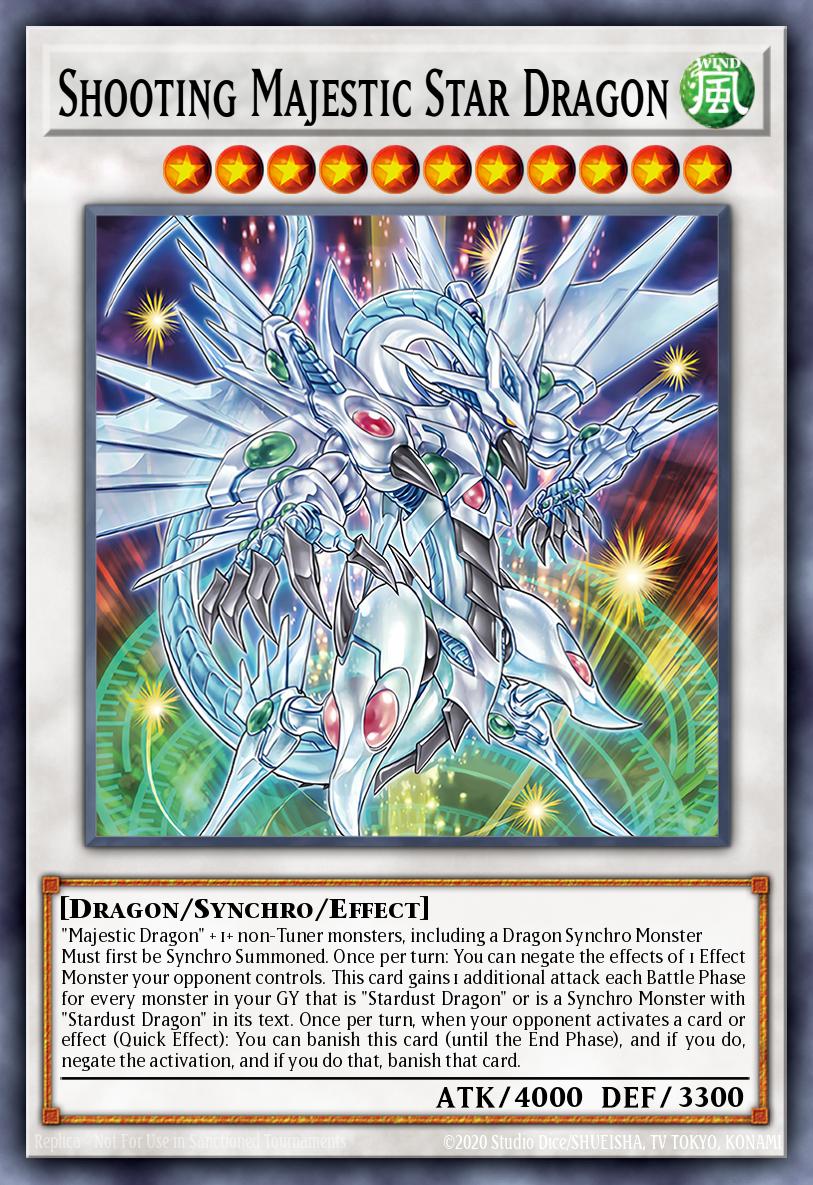 Shooting Majestic Star Dragon
WIND
風
[Dragon/Synchro/Effect]
"Majestic Dragon" + 1+ non-Tuner monsters, including a Dragon Synchro Monster
Must first be Synchro Summoned. Once per turn: You can negate the effects of 1 Effect
Monster your opponent controls. This card gains 1 additional attack each Battle Phase
for every monster in your GY that is "Stardust Dragon" or is a Synchro Monster with
"Stardust Dragon" in its text. Once per turn, when your opponent activates a card or
effect (Quick Effect): You can banish this card (until the End Phase), and if you do,
negate the activation, and if you do that, banish that card.
ATK/4000 DEF/3300
Replica - Not For Use in Sanctioned Tournaments
©2020 Studio Dice/SHUEISHA, TV TOKYO, KONAMI